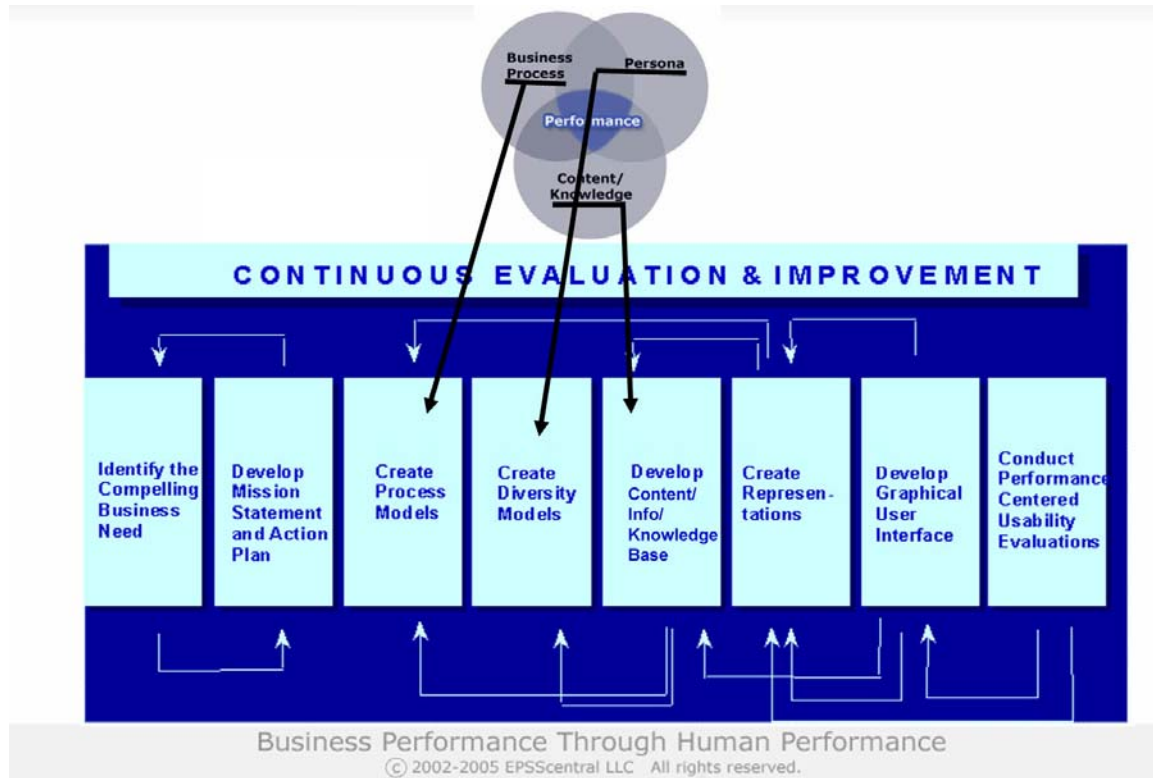 Business
Process
Persona
Performance
Content/
Knowledge
CONTINUOUS EVALUATION & IMPROVEMENT
Identify the
Compelling
Business
Need
Develop
Mission
Statement
and Action
Plan
Create
Process
Models
Create
Diversity
Models
Develop
Content/
Info/
Knowledge
Base
Create
Represen-
tations
Develop
Graphical
User
Interface
Conduct
Performance
Centered
Usability
Evaluations
Business Performance Through Human Performance
© 2002-2005 EPSScentral LLC All rights reserved.